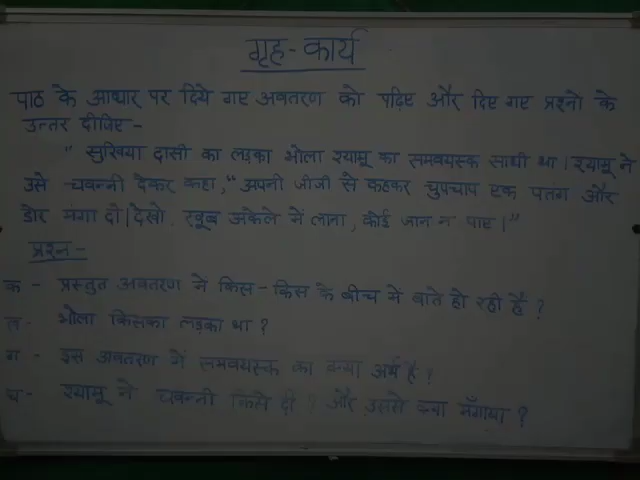 गृह-कार्य
पाठ के आधार पर दिये गए अवतरण को पढ़िए और दिए गए प्रश्नो के
उत्तर दीजिए-
" सुखिया दासी का लड़का भोला श्यामू का समवयस्क साथी था। श्यामू ने
उसे चवन्नी देकर कहा," अपनी जीजी से कहकर चुपचाप एक पतंग और
डोर मंगा दो। देखो, खूब अकेले में लाना, कोई जान न पाए।"
प्रश्न-
क - प्रस्तुत अवतरण ने किस-किस के बीच में बाते हो रही है ?
ख- भोला किसका लड़का था ?
ग - इस अवतरण में समवयस्क का क्या अर्थ है ?
घ- श्यामू ने चवन्नी किसे दी ? और उससे क्या मँगाया ?